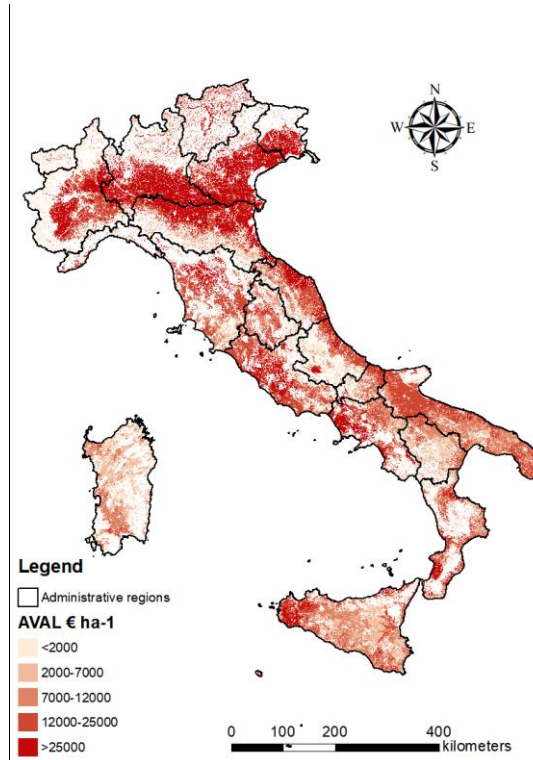 N
W E
S
Legend
Administrative regions
AVAL € ha-1
<2000
2000-7000
7000-12000
12000-25000
>25000
0 100 200 400
kilometers